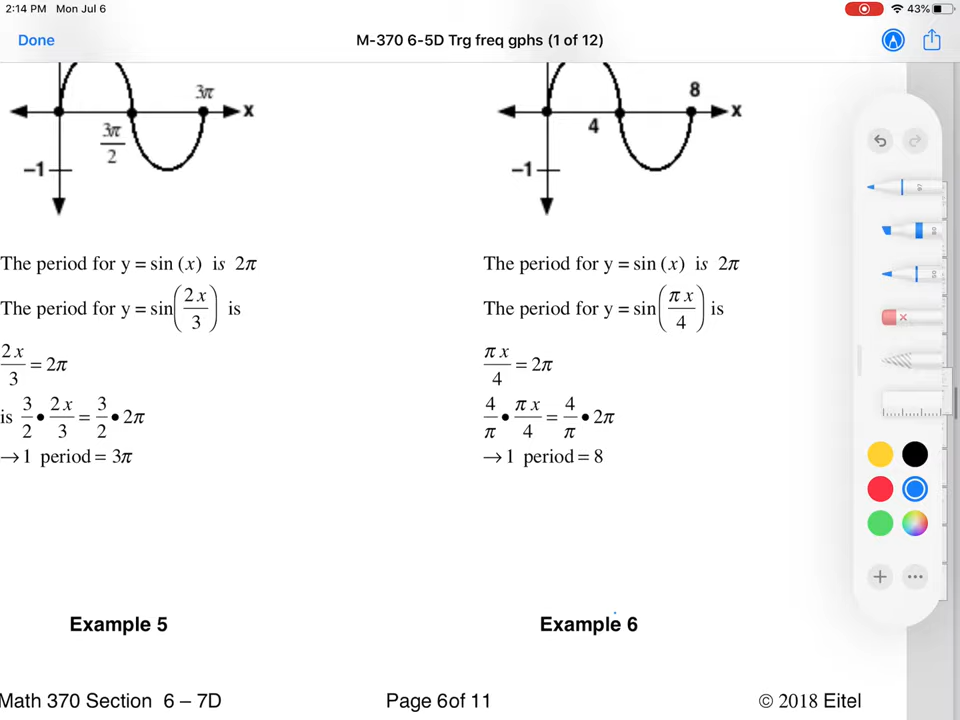 2:14 PM Mon Jul 6 43%
Done M-370 6-5D Trg freq gphs (1 of 12)
3π x 8 x
3π/2 4
–1 –1
The period for y = sin (x) is 2π
The period for y = sin(2x/3) is
2x/3 = 2π
is 3/2 • 2x/3 = 3/2 • 2π
→1 period = 3π
The period for y = sin (x) is 2π
The period for y = sin(πx/4) is
πx/4 = 2π
4/π • πx/4 = 4/π • 2π
→1 period = 8
Example 5 Example 6
Math 370 Section 6 – 7D Page 6of 11 © 2018 Eitel
97
80
50